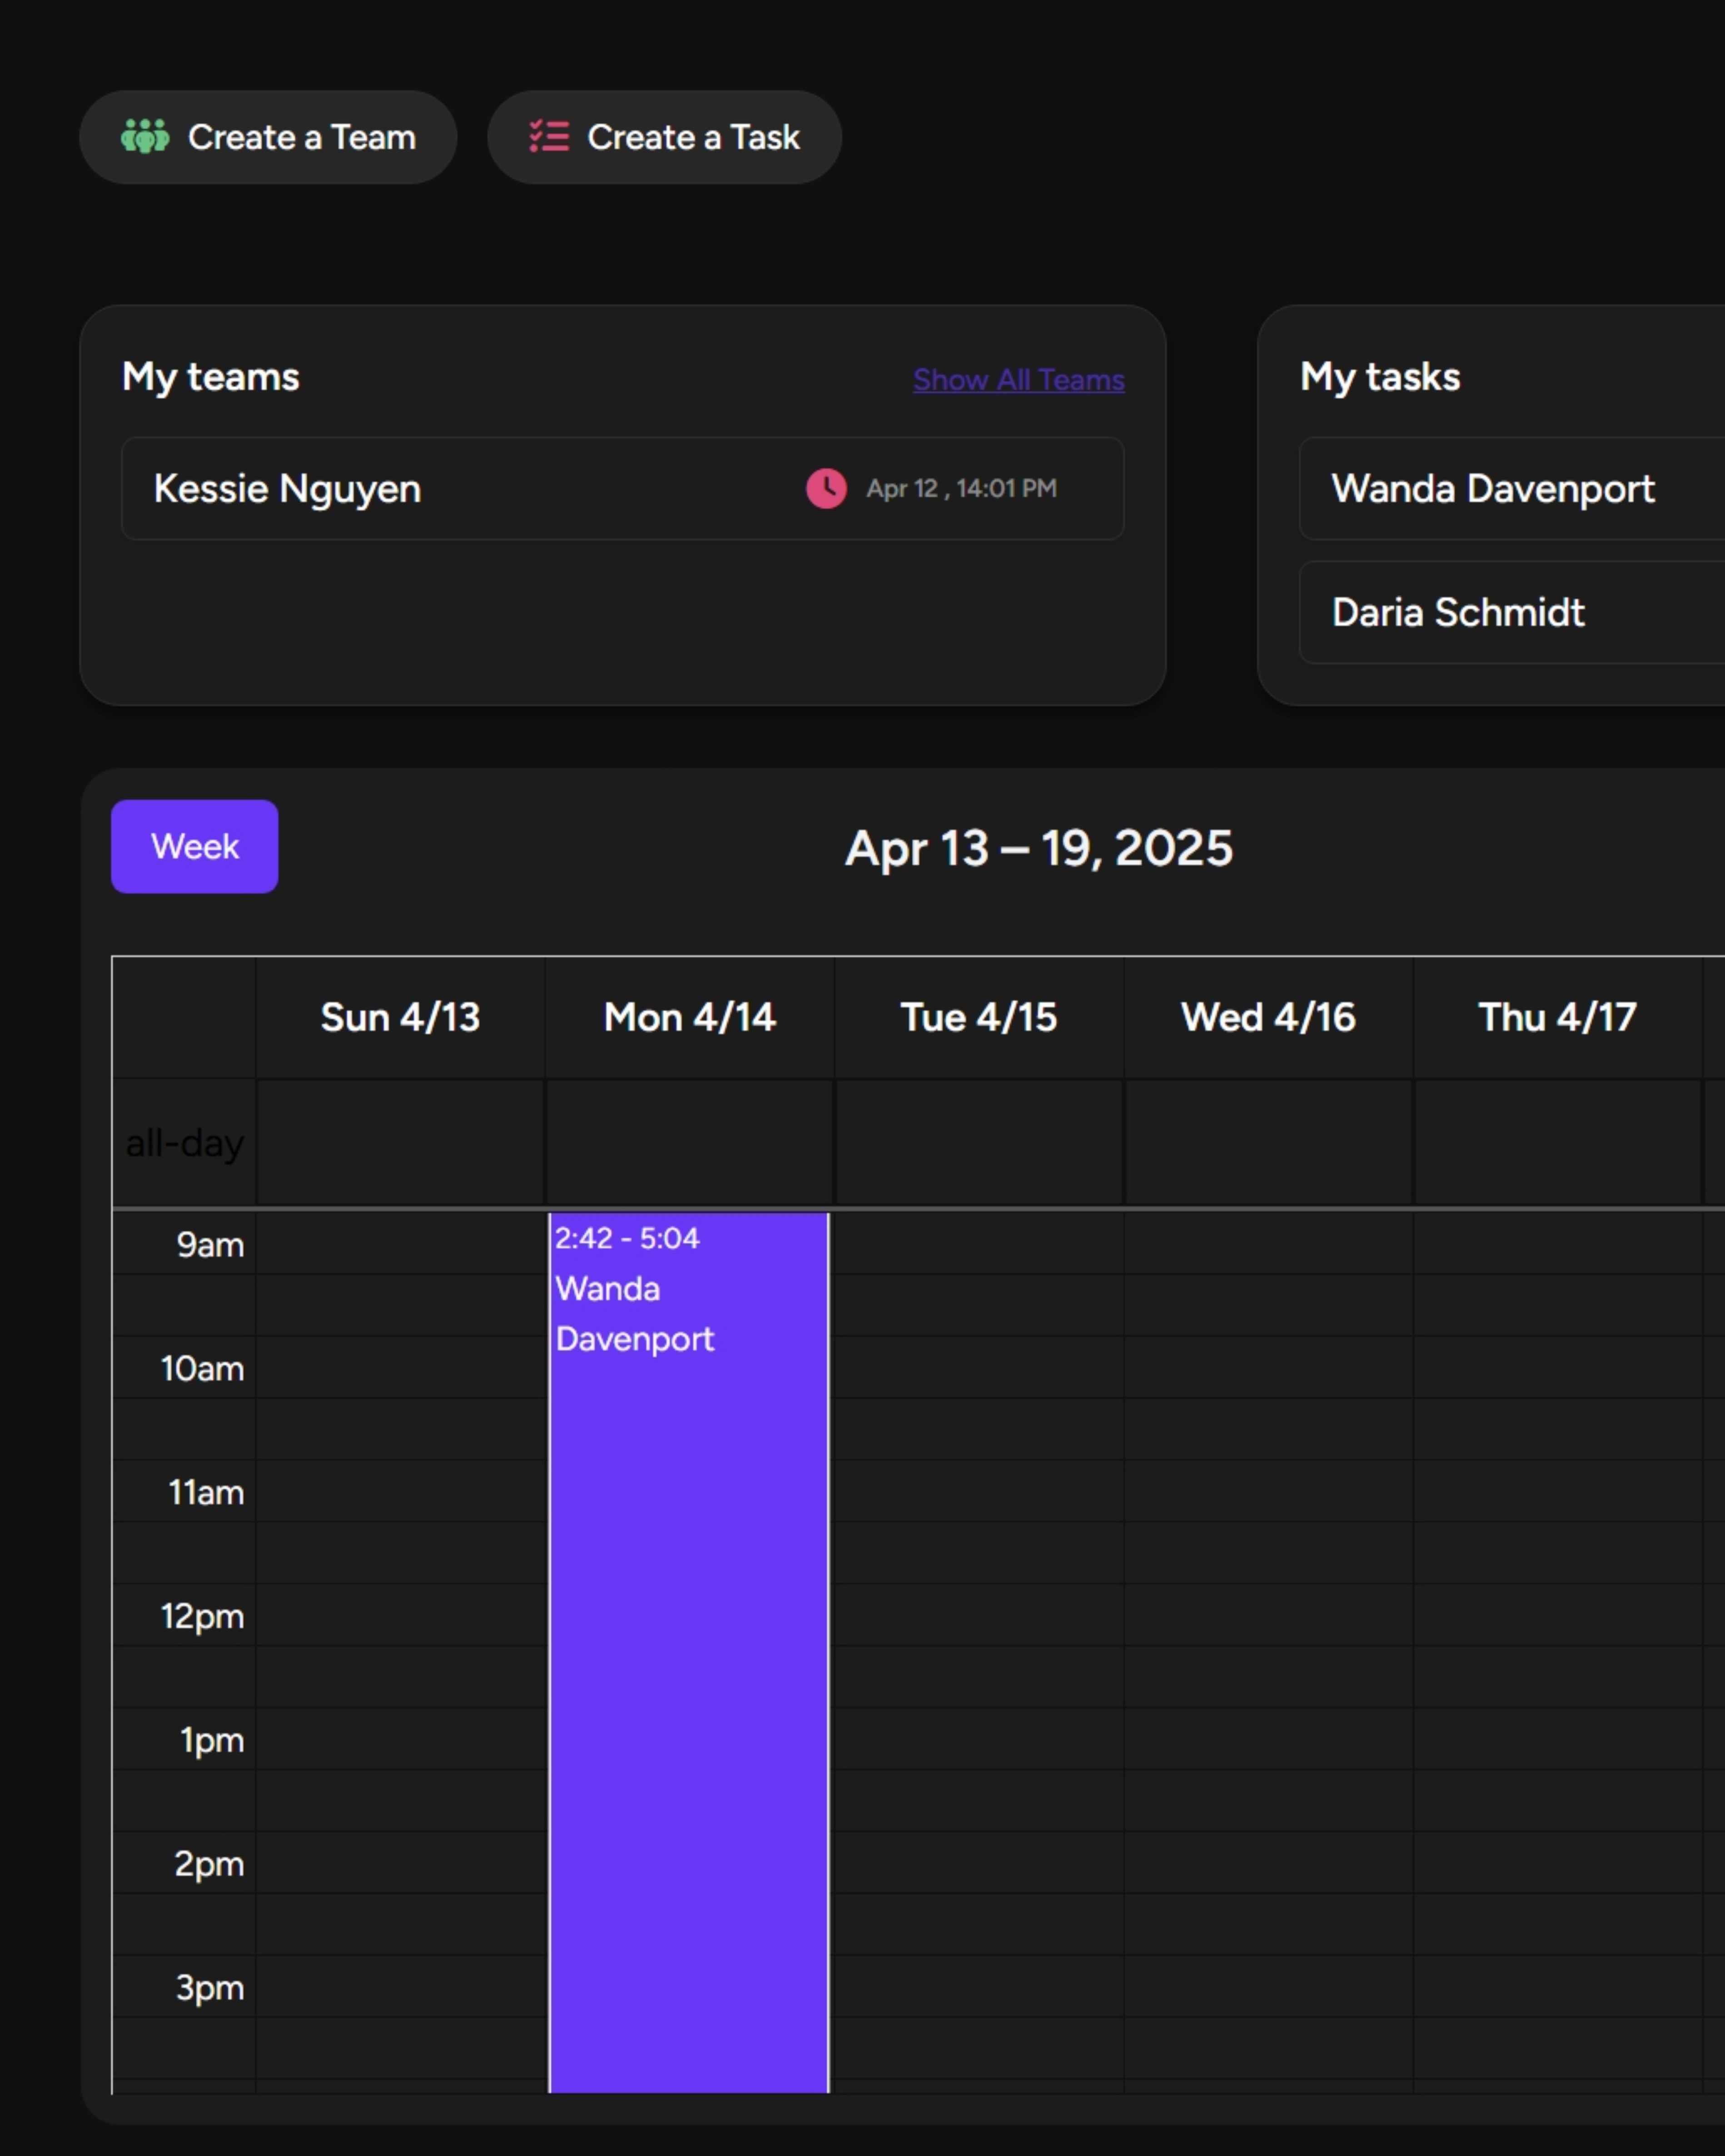 Create a Team
Create a Task
My teams
Show All Teams
Kessie Nguyen
Apr 12 , 14:01 PM
My tasks
Wanda Davenport
Daria Schmidt
Week
Apr 13 – 19, 2025
Sun 4/13
Mon 4/14
Tue 4/15
Wed 4/16
Thu 4/17
all-day
9am
2:42 - 5:04
Wanda
Davenport
10am
11am
12pm
1pm
2pm
3pm